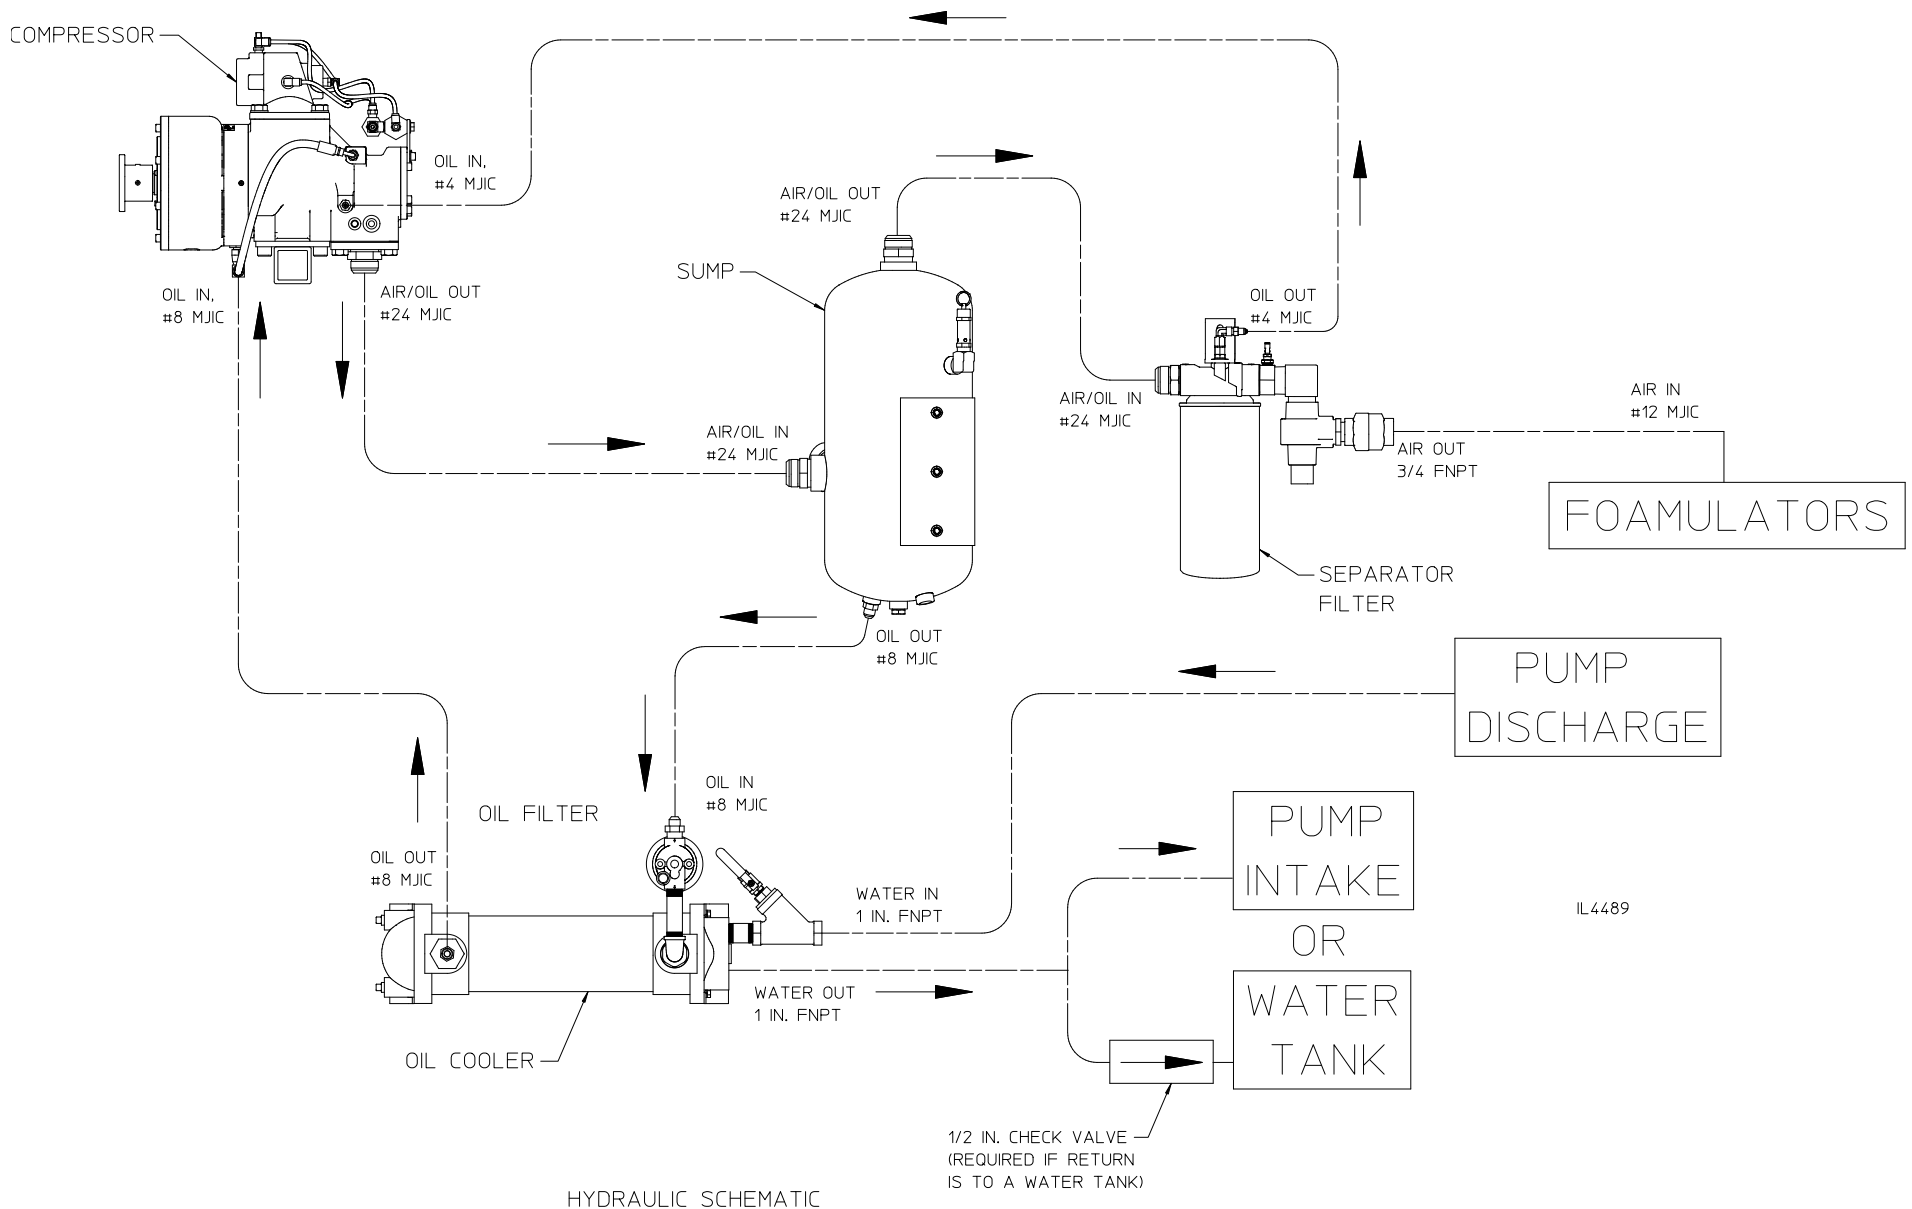 COMPRESSOR
OIL IN,
#4 MJIC
AIR/OIL OUT
#24 MJIC
SUMP
OIL IN,
#8 MJIC
AIR/OIL OUT
#24 MJIC
OIL OUT
#4 MJIC
AIR/OIL IN
#24 MJIC
AIR IN
#12 MJIC
AIR/OIL IN
#24 MJIC
AIR OUT
3/4 FNPT
FOAMULATORS
SEPARATOR
FILTER
OIL OUT
#8 MJIC
PUMP
DISCHARGE
OIL IN
#8 MJIC
OIL FILTER
PUMP
INTAKE
OR
WATER
TANK
OIL OUT
#8 MJIC
WATER IN
1 IN. FNPT
IL4489
WATER OUT
1 IN. FNPT
OIL COOLER
1/2 IN. CHECK VALVE
(REQUIRED IF RETURN
IS TO A WATER TANK)
HYDRAULIC SCHEMATIC